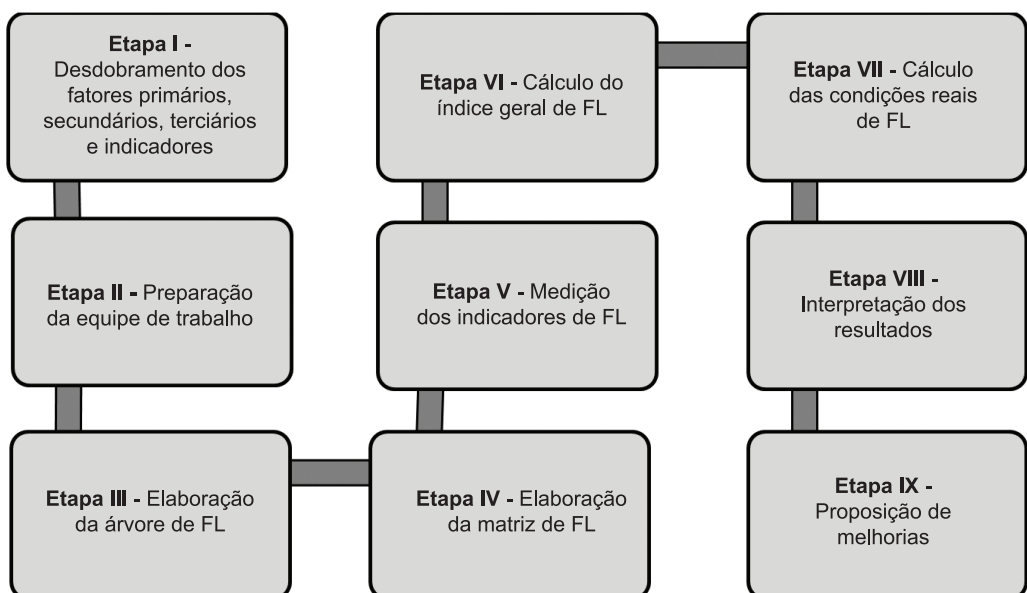 Etapa I -
Desdobramento dos
fatores primários,
secundários, terciários
e indicadores
Etapa II - Preparação
da equipe de trabalho
Etapa III - Elaboração
da árvore de FL
Etapa IV - Elaboração
da matriz de FL
Etapa V - Medição
dos indicadores de FL
Etapa VI - Cálculo do
índice geral de FL
Etapa VII - Cálculo
das condições reais
de FL
Etapa VIII -
Interpretação dos
resultados
Etapa IX -
Proposição de
melhorias